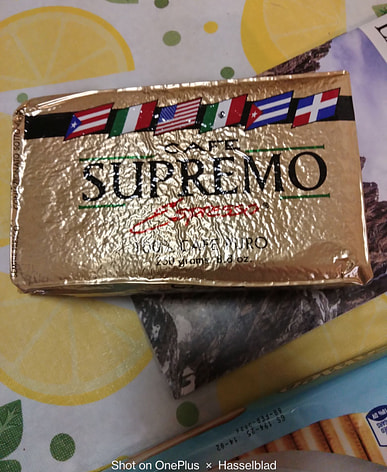 CAFE
SUPREMO
Espresso
100% CAFE PURO
250 grams 8.8 oz.
Shot on OnePlus × Hasselblad